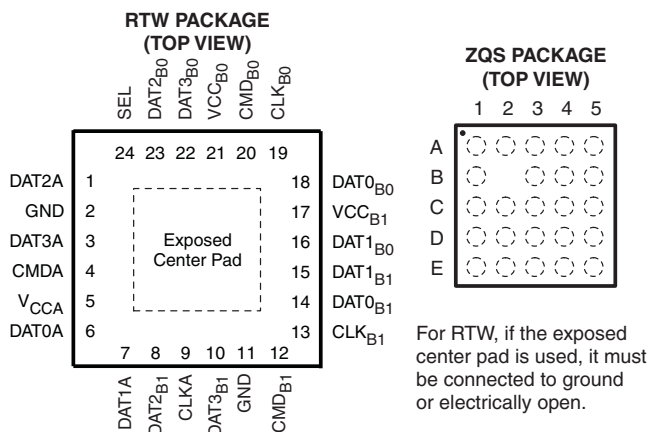 RTW PACKAGE
(TOP VIEW)
SEL
DAT2B0
DAT3B0
VCCB0
CMDB0
CLKB0
24 23 22 21 20 19
DAT2A 1
GND 2
DAT3A 3
CMDA 4
VCCA 5
DAT0A 6
Exposed
Center Pad
18 DAT0B0
17 VCCB1
16 DAT1B0
15 DAT1B1
14 DAT0B1
13 CLKB1
7 8 9 10 11 12
DAT1A
DAT2B1
CLKA
DAT3B1
GND
CMDB1
ZQS PACKAGE
(TOP VIEW)
1 2 3 4 5
A
B
C
D
E
For RTW, if the exposed
center pad is used, it must
be connected to ground
or electrically open.